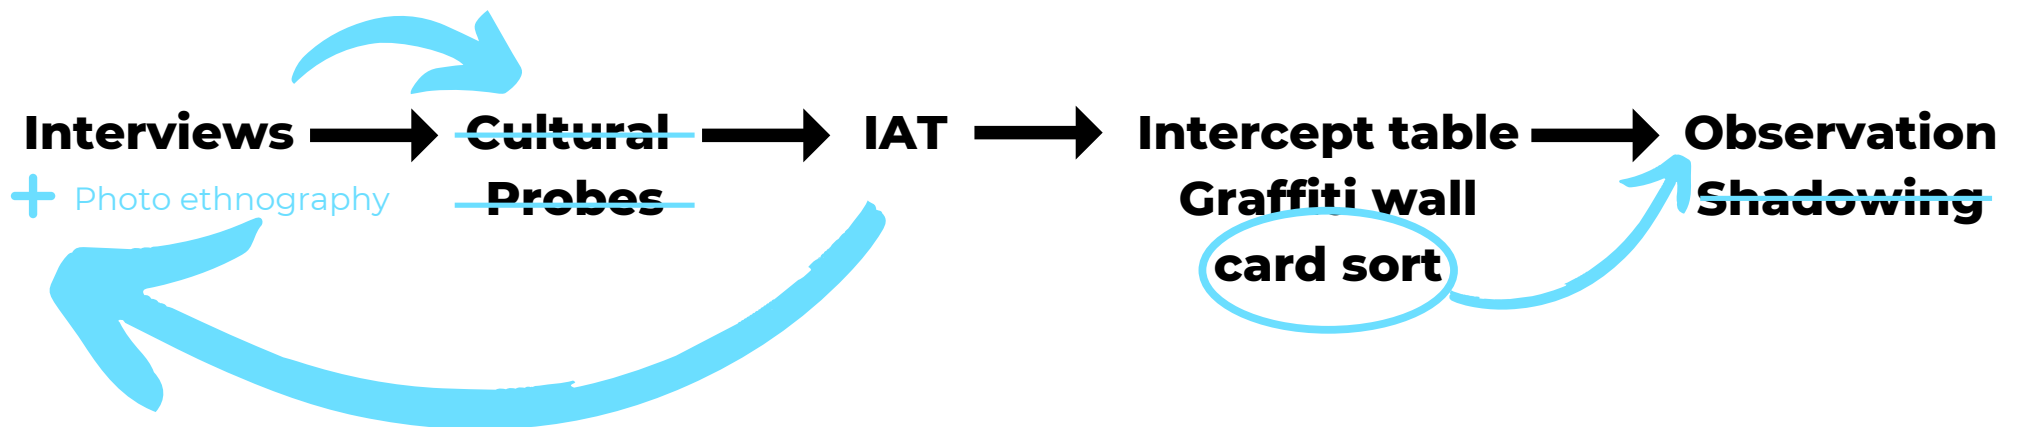 Interviews
+ Photo ethnography
Cultural
Probes
IAT
Intercept table
Graffiti wall
card sort
Observation
Shadowing